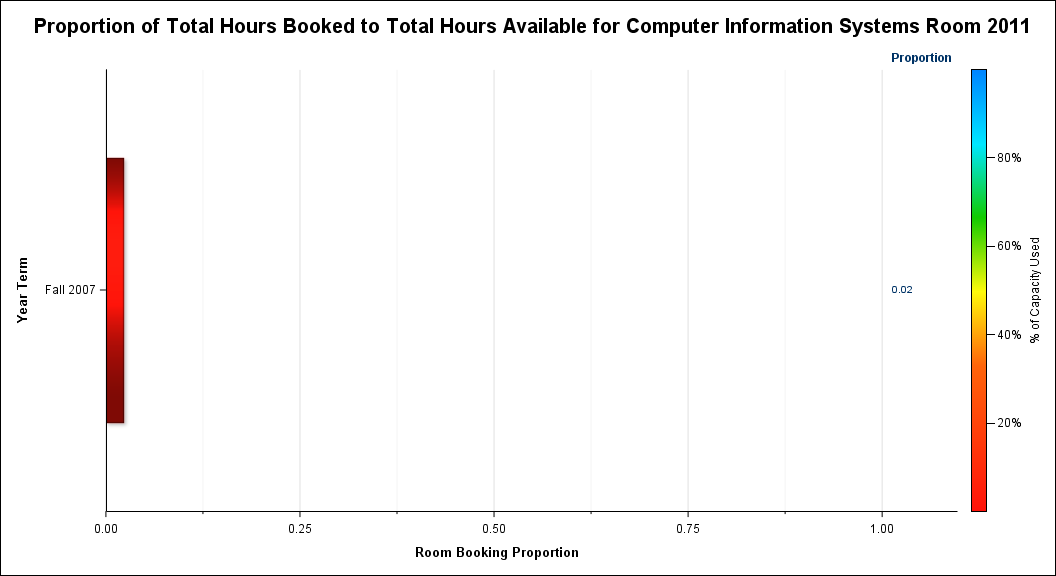 Proportion of Total Hours Booked to Total Hours Available for Computer Information Systems Room 2011
Proportion
80%
60%
40%
20%
% of Capacity Used
Year Term
Fall 2007
0.02
0.00
0.25
0.50
0.75
1.00
Room Booking Proportion